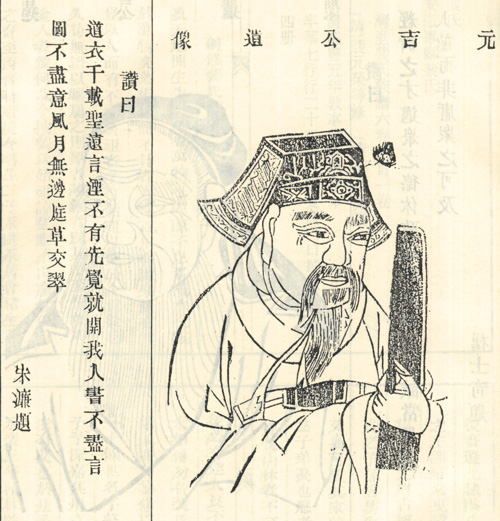 元吉公道像
讚曰
道衣千載聖遠言湮不有先覺就開我人書不盡言
圖不盡意風月無邊庭草交翠
朱濂題